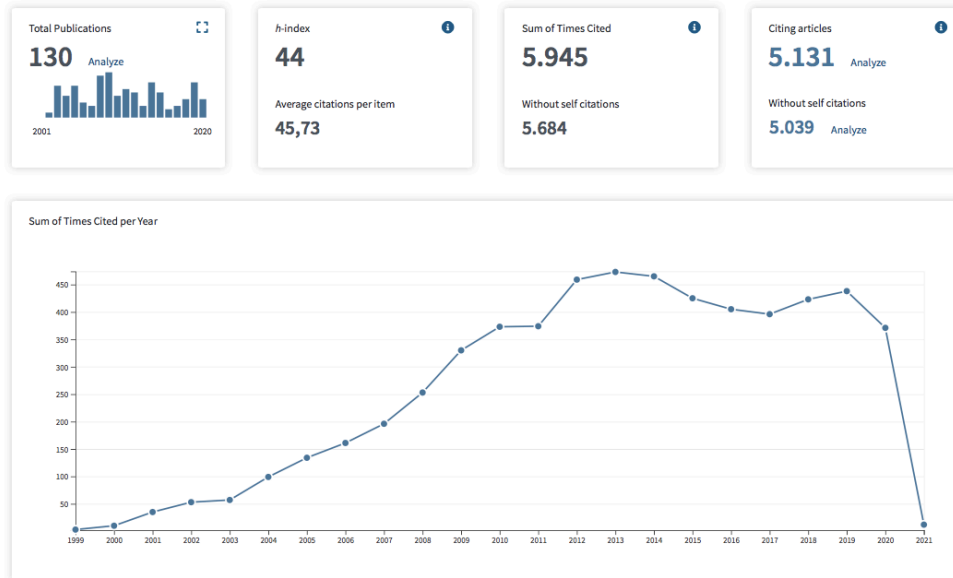 Total Publications
130 Analyze
2001 2020
h-index
44
Average citations per item
45,73
Sum of Times Cited
5.945
Without self citations
5.684
Citing articles
5.131 Analyze
Without self citations
5.039 Analyze
Sum of Times Cited per Year
450
400
350
300
250
200
150
100
50
1999 2000 2001 2002 2003 2004 2005 2006 2007 2008 2009 2010 2011 2012 2013 2014 2015 2016 2017 2018 2019 2020 2021